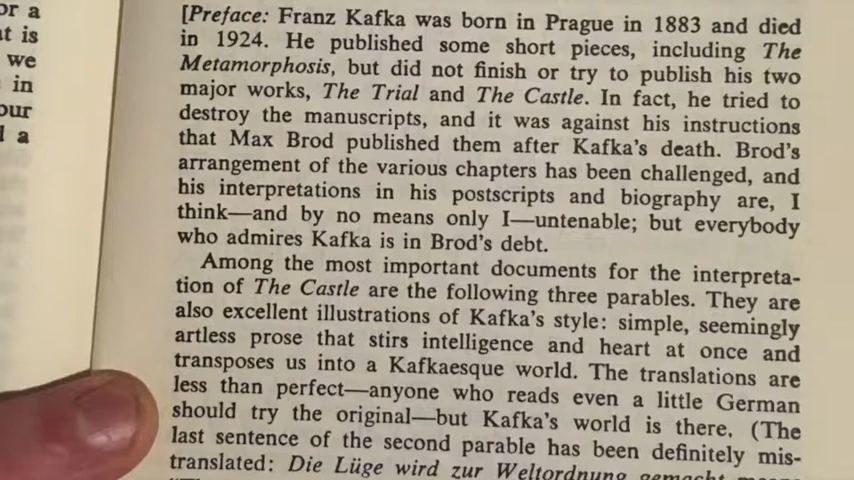 or a
at is
we
in
our
d a
[Preface: Franz Kafka was born in Prague in 1883 and died
in 1924. He published some short pieces, including The
Metamorphosis, but did not finish or try to publish his two
major works, The Trial and The Castle. In fact, he tried to
destroy the manuscripts, and it was against his instructions
that Max Brod published them after Kafka's death. Brod's
arrangement of the various chapters has been challenged, and
his interpretations in his postscripts and biography are, I
think—and by no means only I—untenable; but everybody
who admires Kafka is in Brod's debt.
Among the most important documents for the interpreta-
tion of The Castle are the following three parables. They are
also excellent illustrations of Kafka's style: simple, seemingly
artless prose that stirs intelligence and heart at once and
transposes us into a Kafkaesque world. The translations are
less than perfect—anyone who reads even a little German
should try the original—but Kafka's world is there. (The
last sentence of the second parable has been definitely mis-
translated: Die Lüge wird zur Weltordnung gemacht means